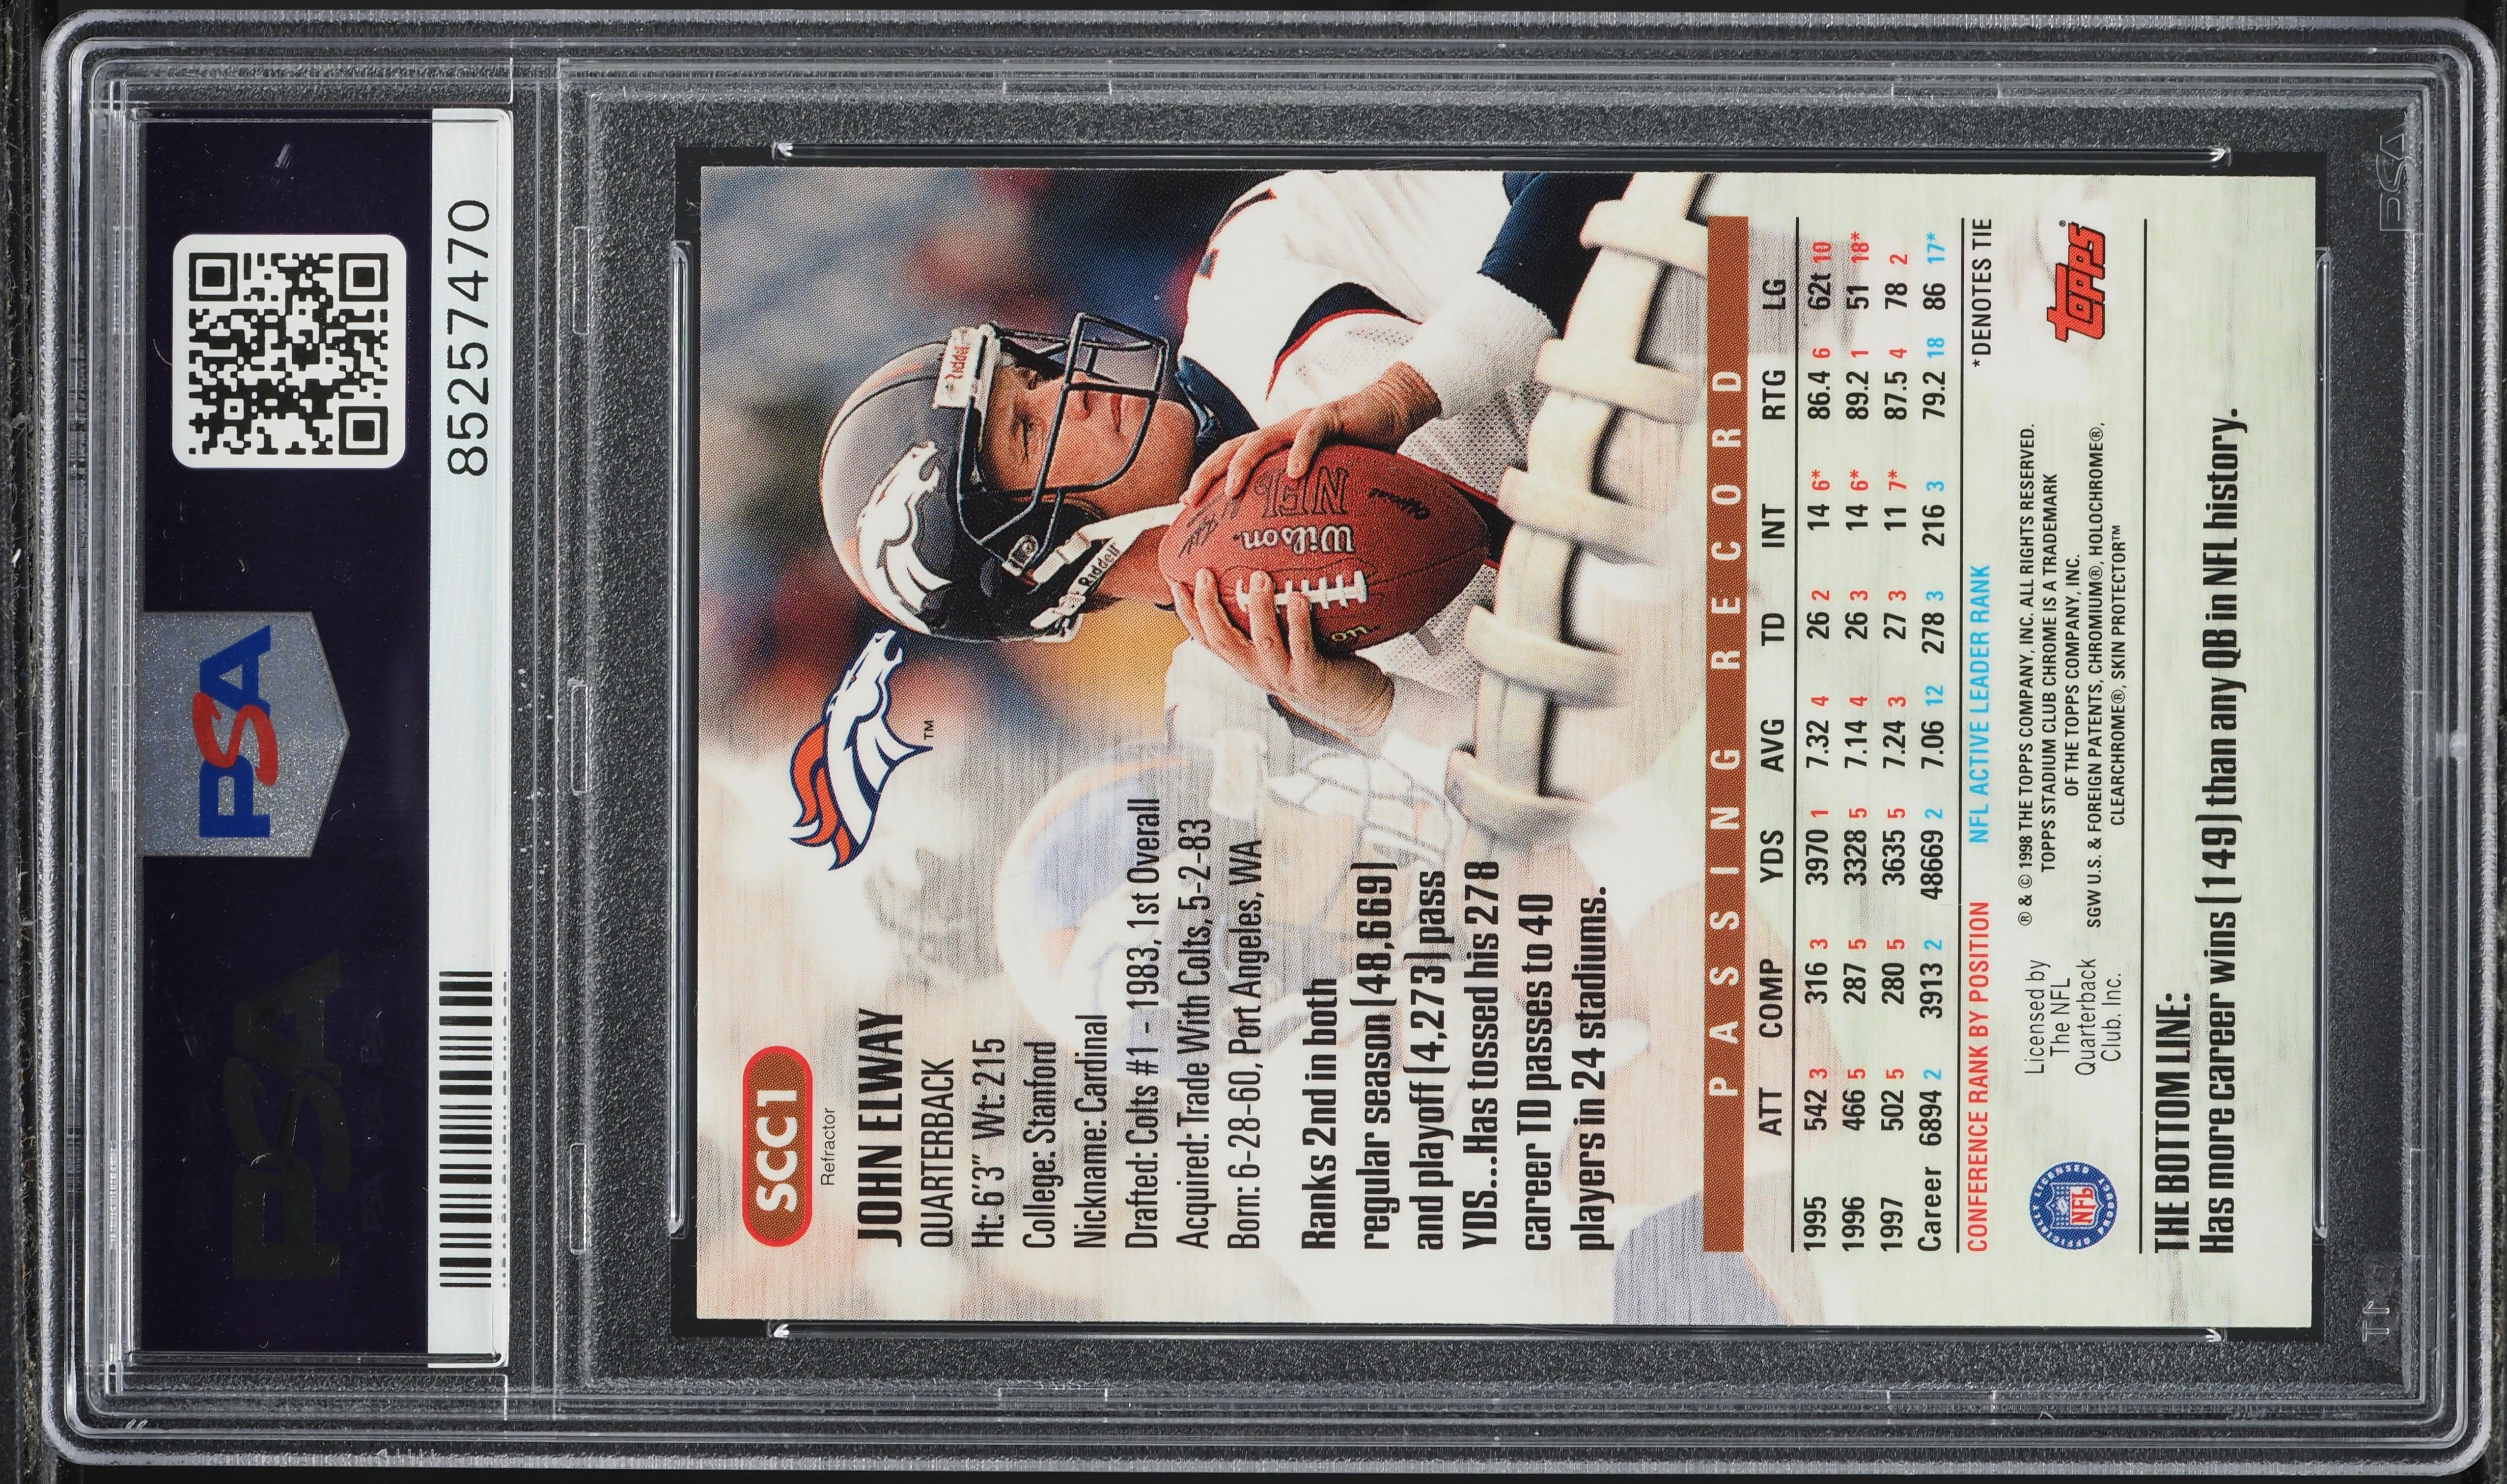 PSA
PSA
85257470
SCC1
Refractor
JOHN ELWAY
QUARTERBACK
Ht: 6'3" Wt: 215
College: Stanford
Nickname: Cardinal
Drafted: Colts #1 - 1983, 1st Overall
Acquired: Trade With Colts, 5-2-83
Born: 6-28-60, Port Angeles, WA
TM
Ranks 2nd in both
regular season (48,669)
and playoff (4,273) pass
YDS...Has tossed his 278
career TD passes to 40
players in 24 stadiums.
Riddell
Riddell
Wilson
NFL
PASSING RECORD
ATT COMP YDS AVG TD INT RTG LG
1995 542 3 316 3 3970 1 7.32 4 26 2 14 6* 86.4 6 62t 10
1996 466 5 287 5 3328 5 7.14 4 26 3 14 6* 89.2 1 51 18*
1997 502 5 280 5 3635 5 7.24 3 27 3 11 7* 87.5 4 78 2
Career 6894 2 3913 2 48669 2 7.06 12 278 3 216 3 79.2 18 86 17*
CONFERENCE RANK BY POSITION NFL ACTIVE LEADER RANK *DENOTES TIE
OFFICIALLY LICENSED PRODUCT
NFL
Licensed by
The NFL
Quarterback
Club. Inc.
® & © 1998 THE TOPPS COMPANY, INC. ALL RIGHTS RESERVED.
TOPPS STADIUM CLUB CHROME IS A TRADEMARK
OF THE TOPPS COMPANY, INC.
SGW U.S. & FOREIGN PATENTS, CHROMIUM®, HOLOCHROME®,
CLEARCHROME®, SKIN PROTECTOR™
Topps®
THE BOTTOM LINE:
Has more career wins (149) than any QB in NFL history.
PSA